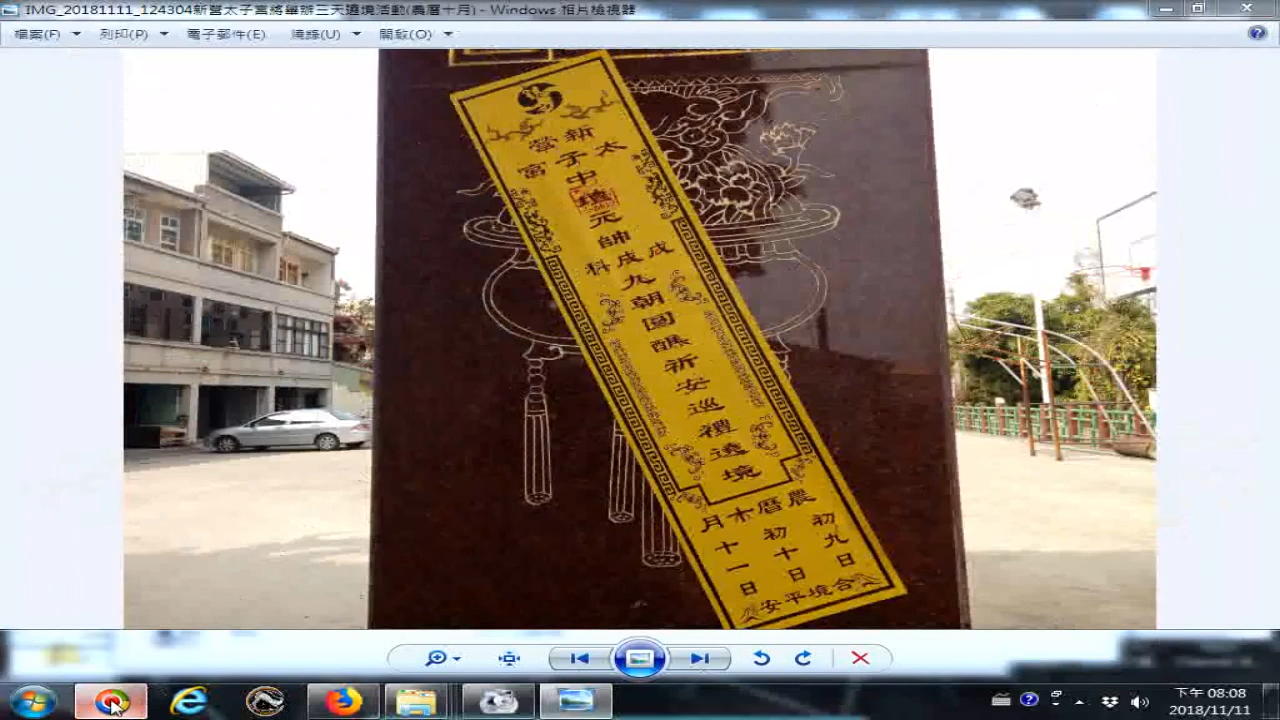 IMG_20181111_124304新營太子宮將舉辦三天遶境活動(農曆十月) - Windows 相片檢視器
檔案(F) 列印(P) 電子郵件(E) 燒錄(U) 開啟(O)
新營
太子宮
中壇元帥
戊戌科
九朝圓醮祈安巡禮遶境
農曆十月
初九日
初十日
十一日
合境平安
下午 08:08
2018/11/11